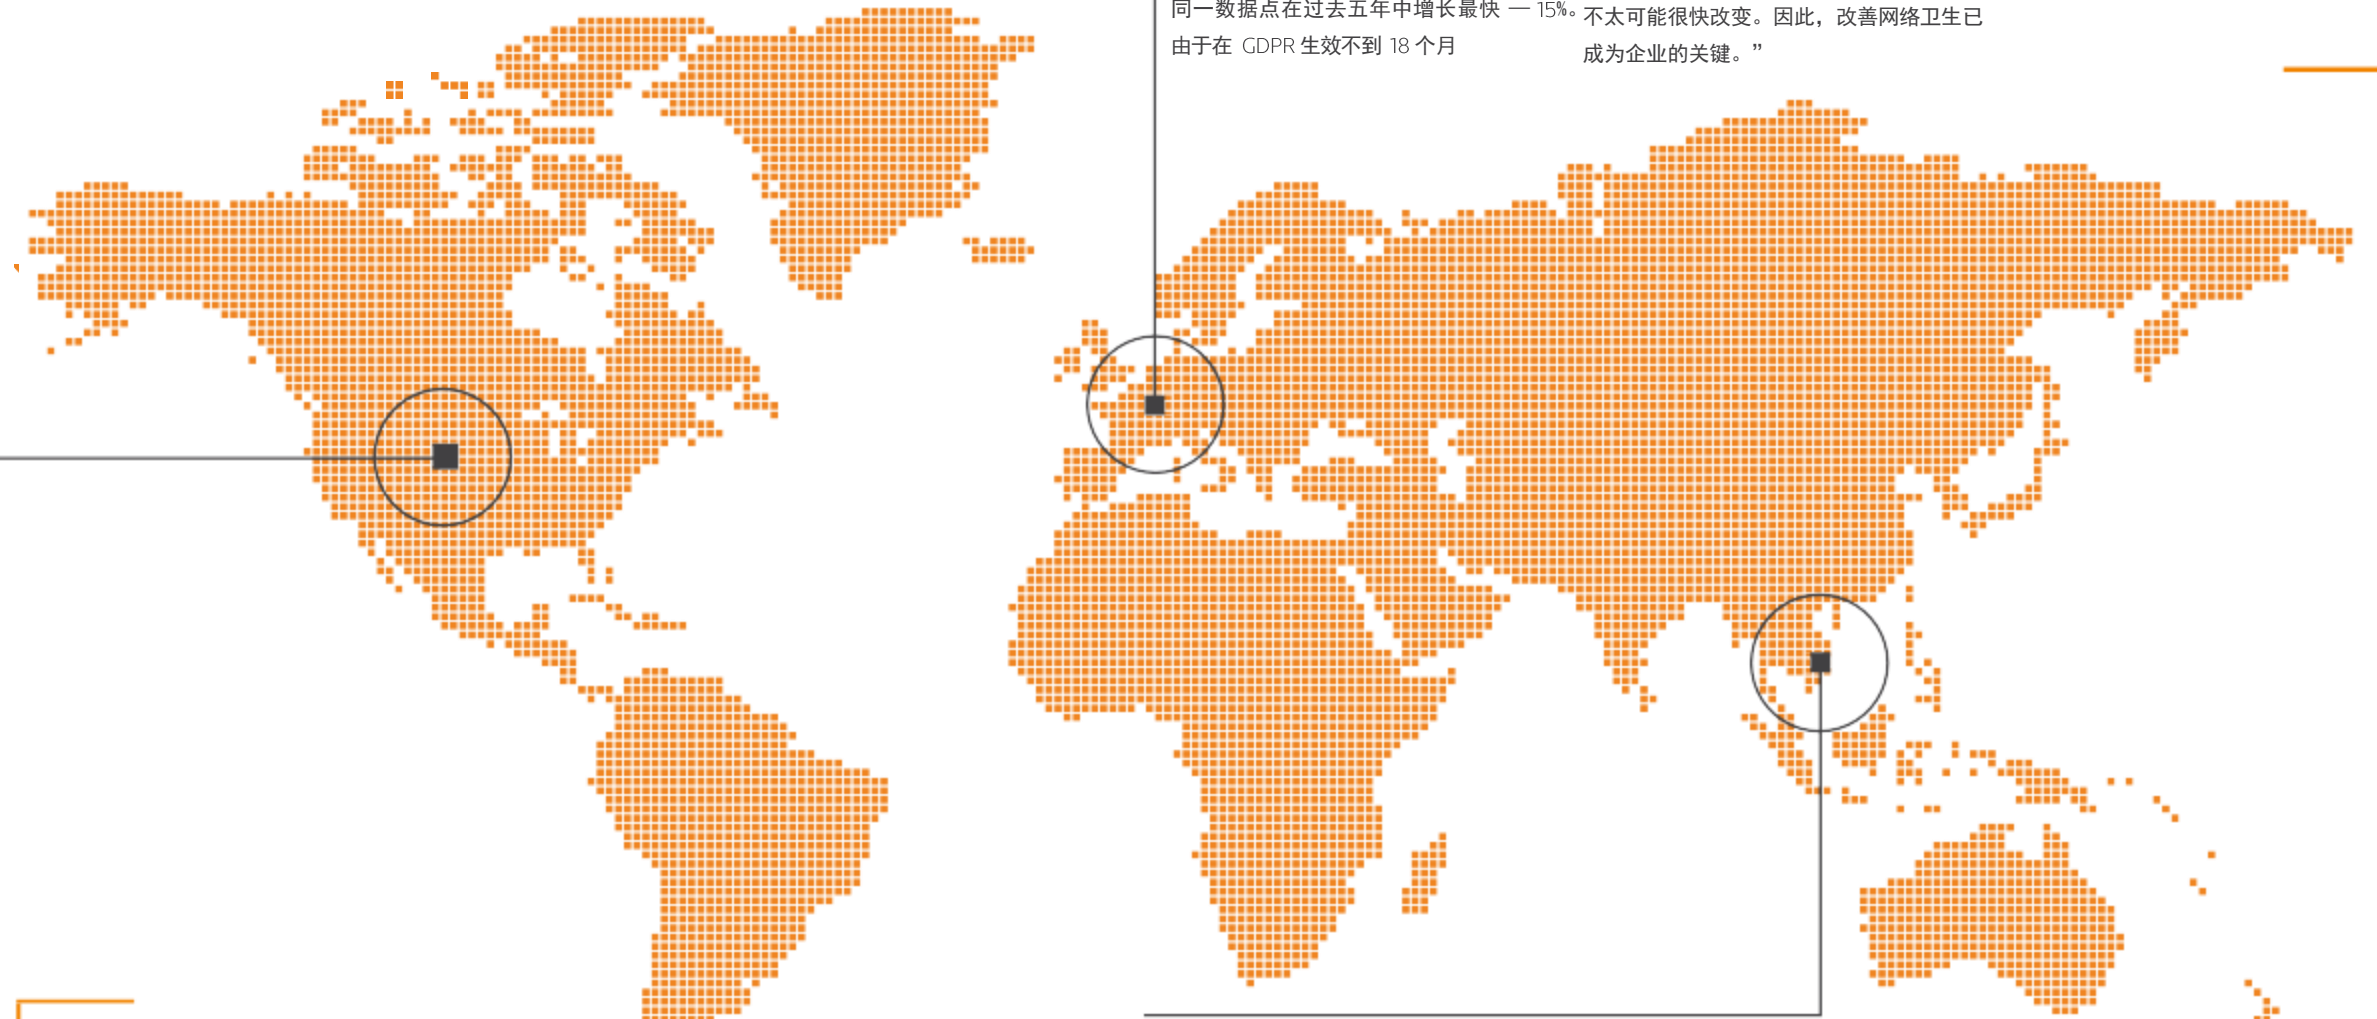 同一数据点在过去五年中增长最快 — 15%。
由于在 GDPR 生效不到 18 个月
不太可能很快改变。因此，改善网络卫生已
成为企业的关键。”